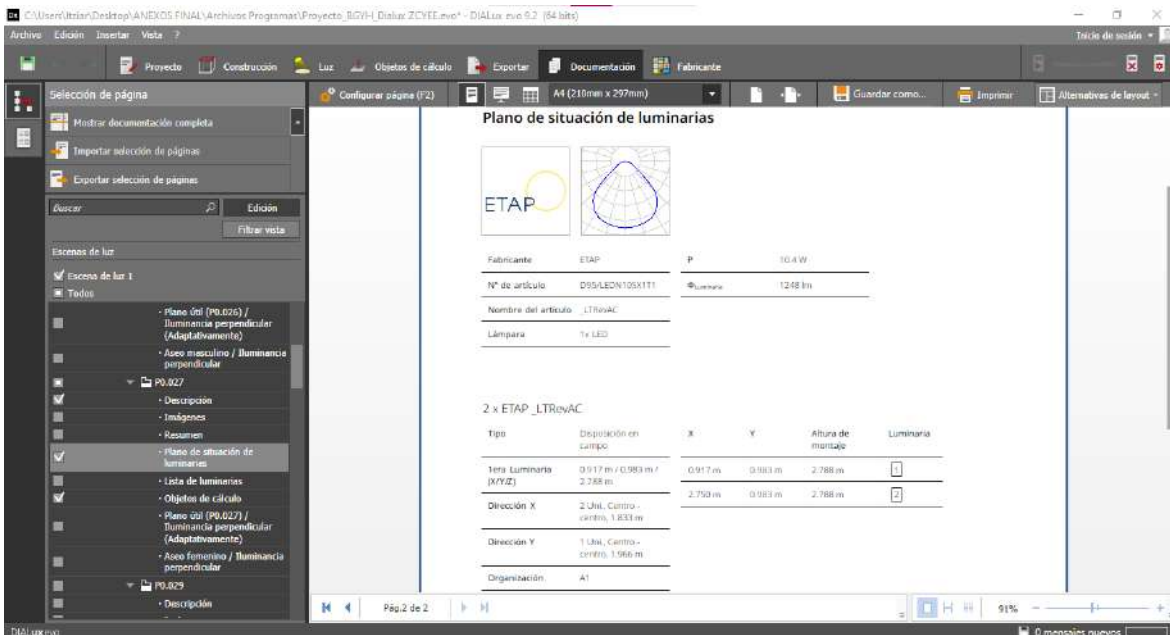 C:\Users\Itziar\Desktop\ANEXOS FINAL\Archivos Programas\Proyecto_IIGYH_Dialux ZCYEE.evo* - DIALux evo 9.2 (64 bits)
Archivo Edición Insertar Vista ?
Inicio de sesión
Proyecto Construcción Luz Objetos de cálculo Exportar Documentación Fabricante
Selección de página
Configurar página (F2) A4 (210mm x 297mm) Guardar como... Imprimir Alternativas de layout
Mostrar documentación completa
Importar selección de páginas
Exportar selección de páginas
Buscar Edición
Filtrar vista
Escenas de luz
Escena de luz 1
Todos
• Plano útil (P0.026) /
Iluminancia perpendicular
(Adaptativamente)
• Aseo masculino / Iluminancia
perpendicular
P0.027
• Descripción
• Imágenes
• Resumen
• Plano de situación de
luminarias
• Lista de luminarias
• Objetos de cálculo
• Plano útil (P0.027) /
Iluminancia perpendicular
(Adaptativamente)
• Aseo femenino / Iluminancia
perpendicular
P0.029
• Descripción
Plano de situación de luminarias
ETAP
Fabricante ETAP P 10.4 W
N° de artículo D95/LEDN10SX1T1 ΦLuminaria 1248 lm
Nombre del artículo _LTRevAC
Lámpara 1x LED
2 x ETAP _LTRevAC
Tipo Disposición en campo X Y Altura de montaje Luminaria
1era Luminaria (X/Y/Z) 0.917 m / 0.983 m / 2.788 m 0.917 m 0.983 m 2.788 m 1
2.750 m 0.983 m 2.788 m 2
Dirección X 2 Uni., Centro - centro, 1.833 m
Dirección Y 1 Uni., Centro - centro, 1.966 m
Organización A1
Pág.2 de 2
91%
DIALux evo
0 mensajes nuevos